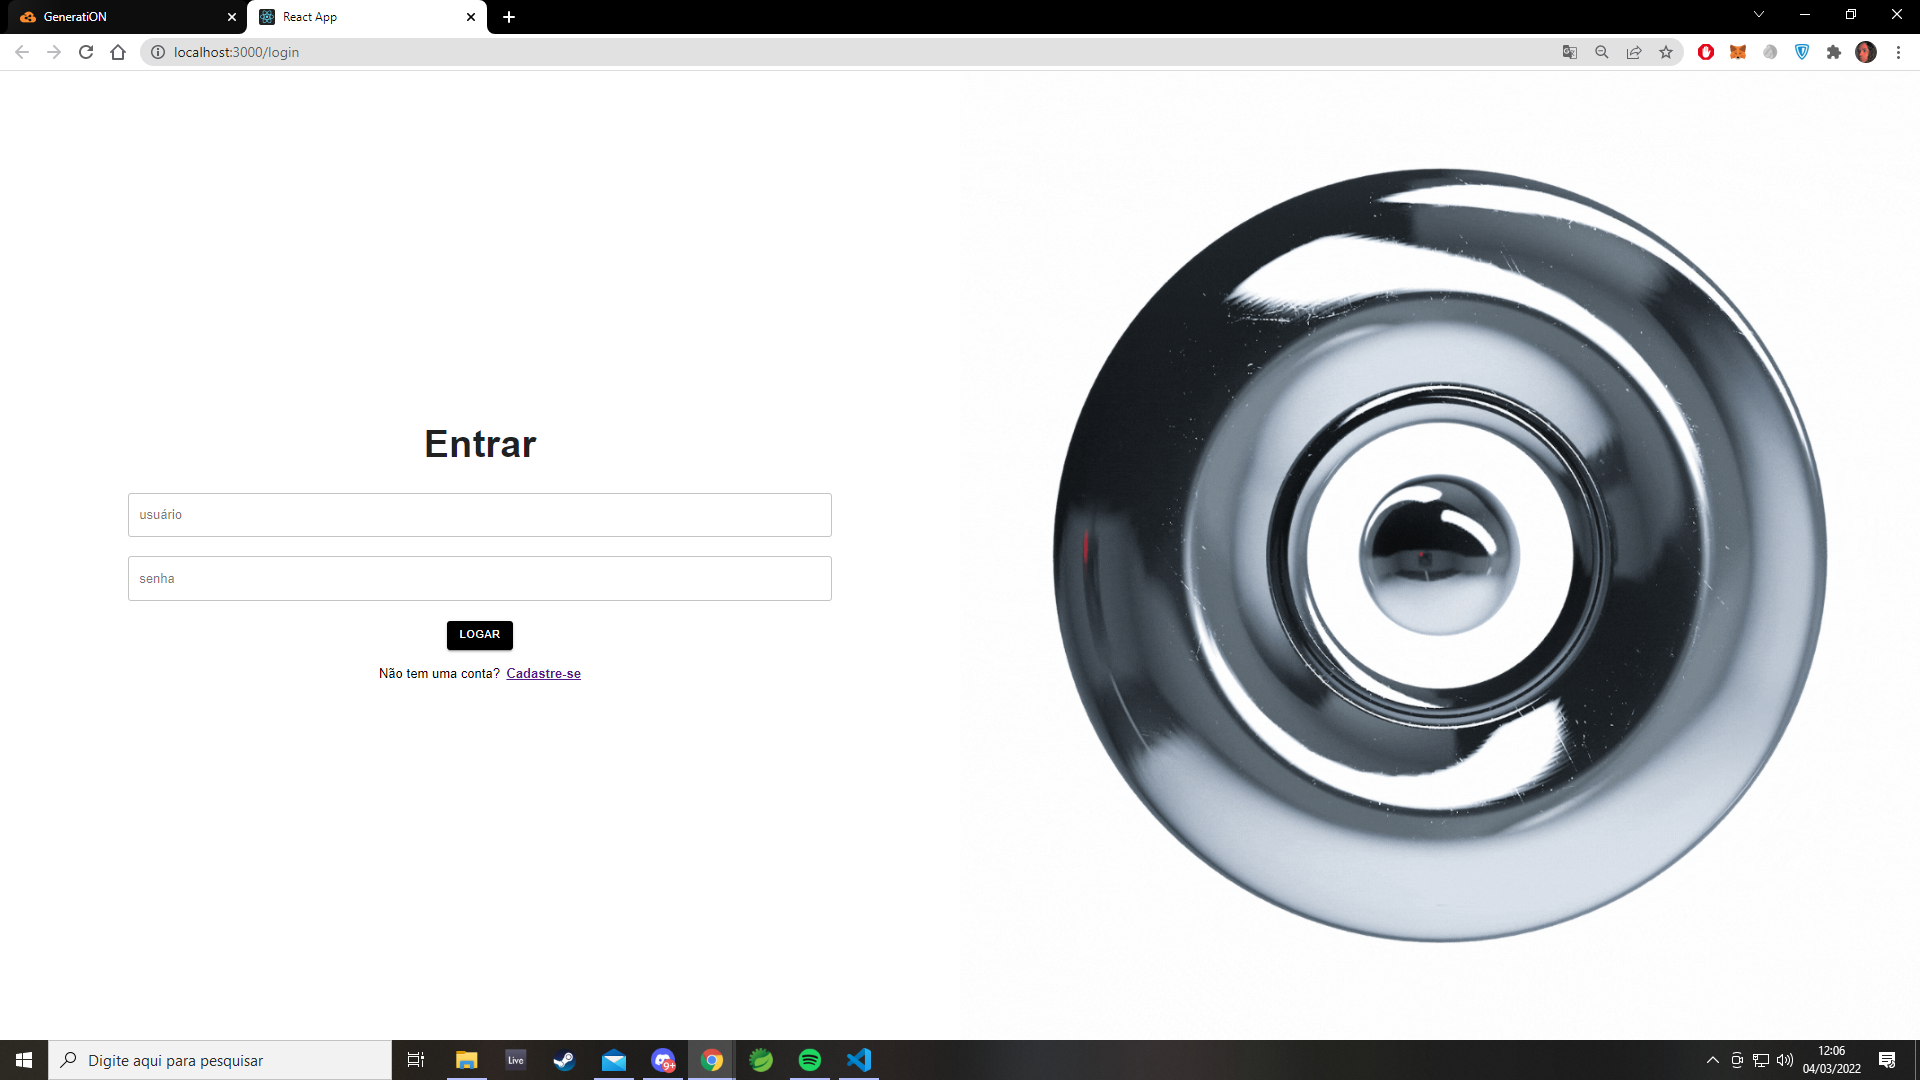 GeneratiON
React App
localhost:3000/login
Entrar
usuário
senha
LOGAR
Não tem uma conta? Cadastre-se
Digite aqui para pesquisar
Live
9+
12:06
04/03/2022